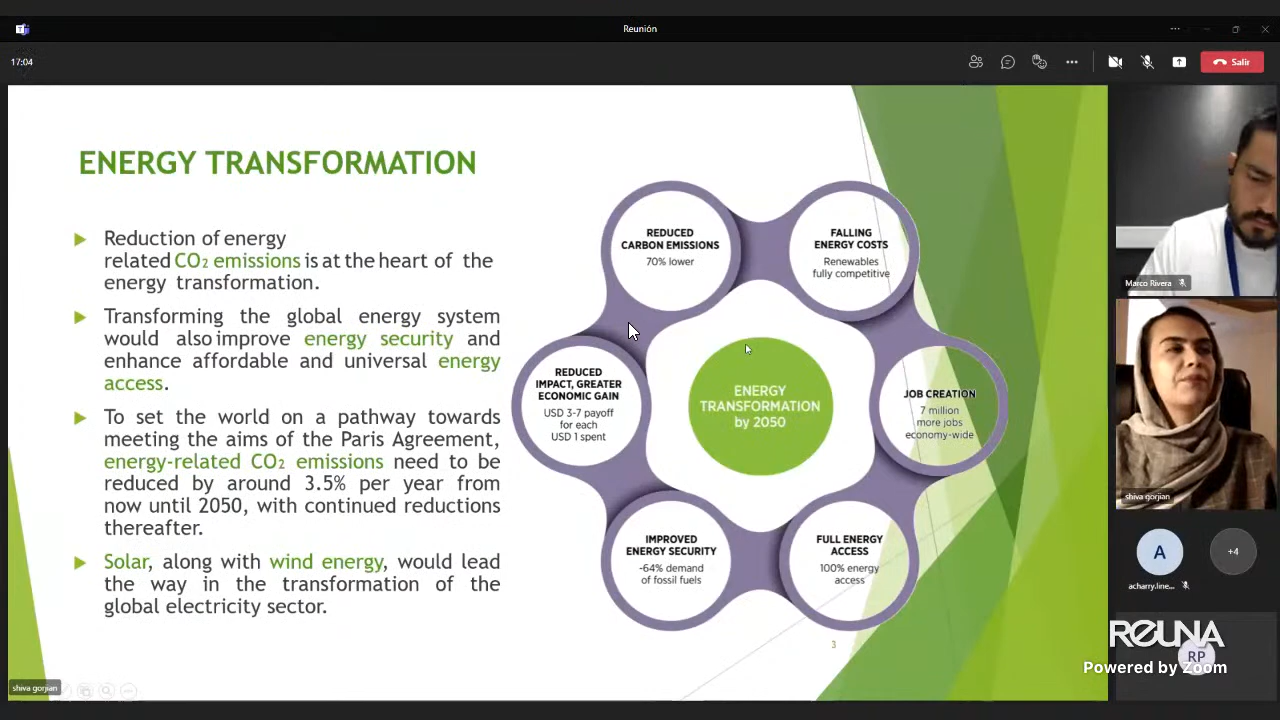 Reunión
17:04
Salir
ENERGY TRANSFORMATION
Reduction of energy
related CO₂ emissions is at the heart of the
energy transformation.
Transforming the global energy system
would also improve energy security and
enhance affordable and universal energy
access.
To set the world on a pathway towards
meeting the aims of the Paris Agreement,
energy-related CO₂ emissions need to be
reduced by around 3.5% per year from
now until 2050, with continued reductions
thereafter.
Solar, along with wind energy, would lead
the way in the transformation of the
global electricity sector.
REDUCED
CARBON EMISSIONS
70% lower
FALLING
ENERGY COSTS
Renewables
fully competitive
REDUCED
IMPACT, GREATER
ECONOMIC GAIN
USD 3-7 payoff
for each
USD 1 spent
ENERGY
TRANSFORMATION
by 2050
JOB CREATION
7 million
more jobs
economy-wide
IMPROVED
ENERGY SECURITY
-64% demand
of fossil fuels
FULL ENERGY
ACCESS
100% energy
access
3
shiva gorjian
Marco Rivera
shiva gorjian
A
+4
acharry.line...
REUNA
RP
Powered by Zoom